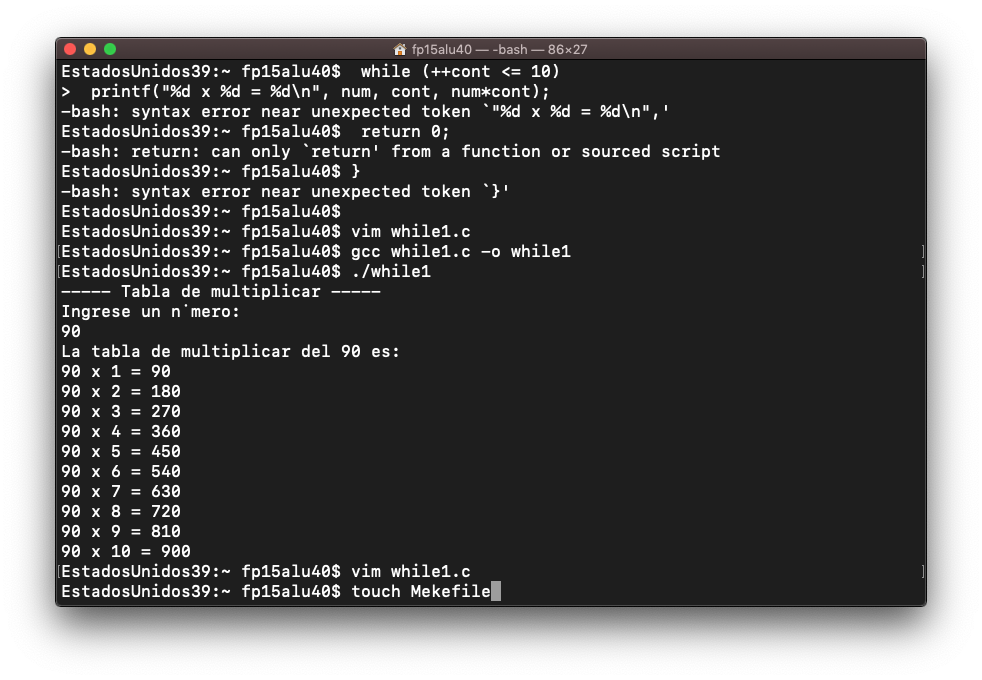 fp15alu40 — -bash — 86×27
EstadosUnidos39:~ fp15alu40$  while (++cont <= 10)
>  printf("%d x %d = %d\n", num, cont, num*cont);
-bash: syntax error near unexpected token `"%d x %d = %d\n",'
EstadosUnidos39:~ fp15alu40$  return 0;
-bash: return: can only `return' from a function or sourced script
EstadosUnidos39:~ fp15alu40$ }
-bash: syntax error near unexpected token `}'
EstadosUnidos39:~ fp15alu40$
EstadosUnidos39:~ fp15alu40$ vim while1.c
[EstadosUnidos39:~ fp15alu40$ gcc while1.c -o while1 ]
[EstadosUnidos39:~ fp15alu40$ ./while1 ]
----- Tabla de multiplicar -----
Ingrese un n˙mero:
90
La tabla de multiplicar del 90 es:
90 x 1 = 90
90 x 2 = 180
90 x 3 = 270
90 x 4 = 360
90 x 5 = 450
90 x 6 = 540
90 x 7 = 630
90 x 8 = 720
90 x 9 = 810
90 x 10 = 900
[EstadosUnidos39:~ fp15alu40$ vim while1.c ]
EstadosUnidos39:~ fp15alu40$ touch Mekefile